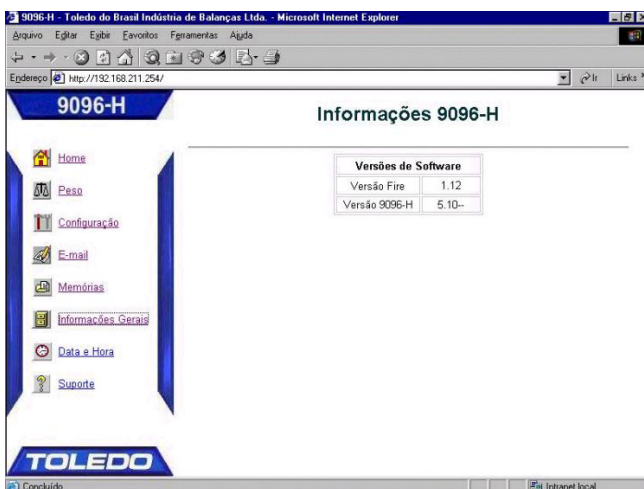 9096-H - Toledo do Brasil Indústria de Balanças Ltda. - Microsoft Internet Explorer
Arquivo Editar Exibir Favoritos Ferramentas Ajuda
Endereço http://192.168.211.254/ Ir Links
9096-H
Informações 9096-H
Home
Peso
Configuração
E-mail
Memórias
Informações Gerais
Data e Hora
Suporte
Versões de Software
Versão Fire 1.12
Versão 9096-H 5.10--
TOLEDO
Concluído Intranet local